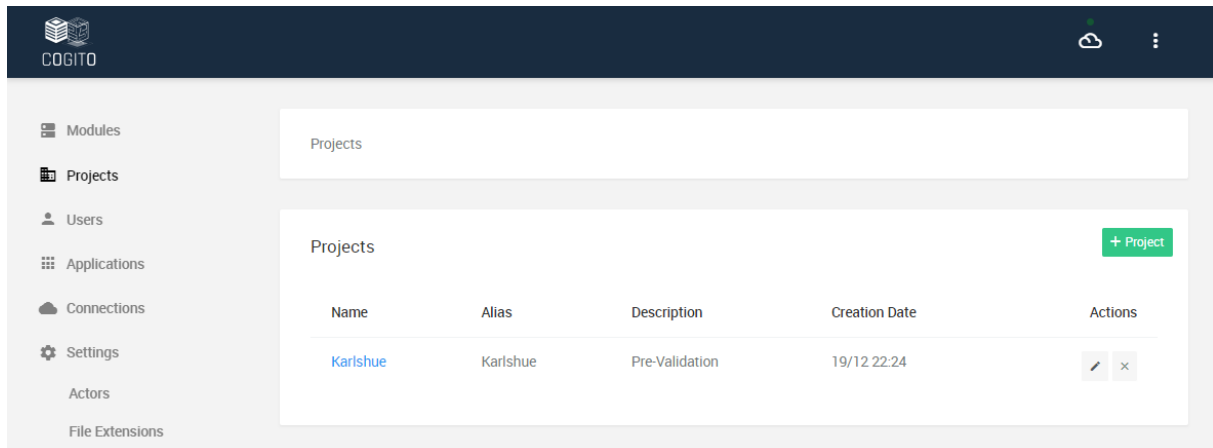 COGITO
Modules
Projects
Users
Applications
Connections
Settings
Actors
File Extensions
Projects
Projects
+ Project
Name Alias Description Creation Date Actions
Karlshue Karlshue Pre-Validation 19/12 22:24